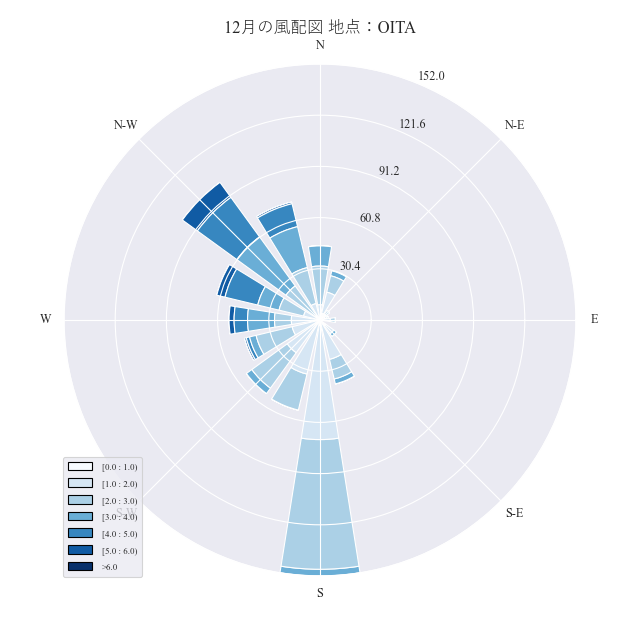 12月の風配図 地点：OITA
N
152.0
N-W
N-E
121.6
91.2
60.8
30.4
W
E
[0.0 : 1.0)
[1.0 : 2.0)
[2.0 : 3.0)
[3.0 : 4.0)
[4.0 : 5.0)
[5.0 : 6.0)
>6.0
S-W
S-E
S